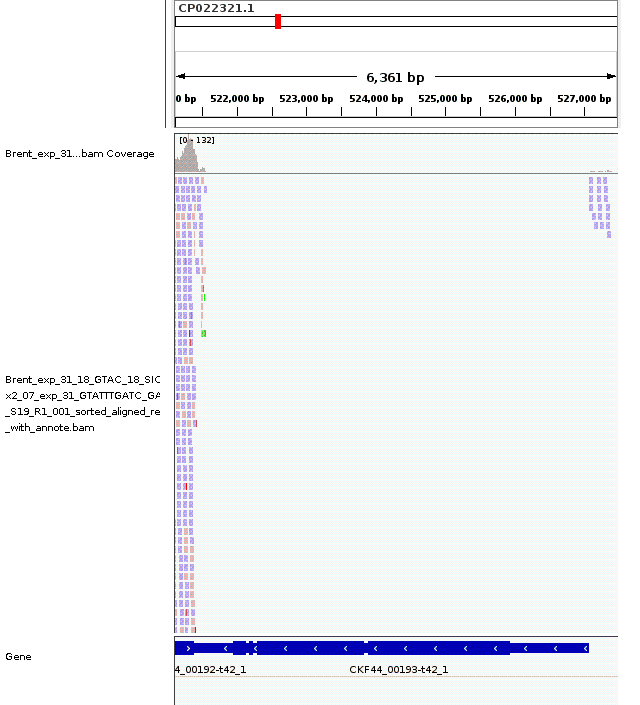 CP022321.1
6,361 bp
0 bp 522,000 bp 523,000 bp 524,000 bp 525,000 bp 526,000 bp 527,000 bp
[0 - 132]
Brent_exp_31...bam Coverage
Brent_exp_31_18_GTAC_18_SIC
x2_07_exp_31_GTATTTGATC_GA
_S19_R1_001_sorted_aligned_re
_with_annote.bam
Gene
4_00192-t42_1 CKF44_00193-t42_1